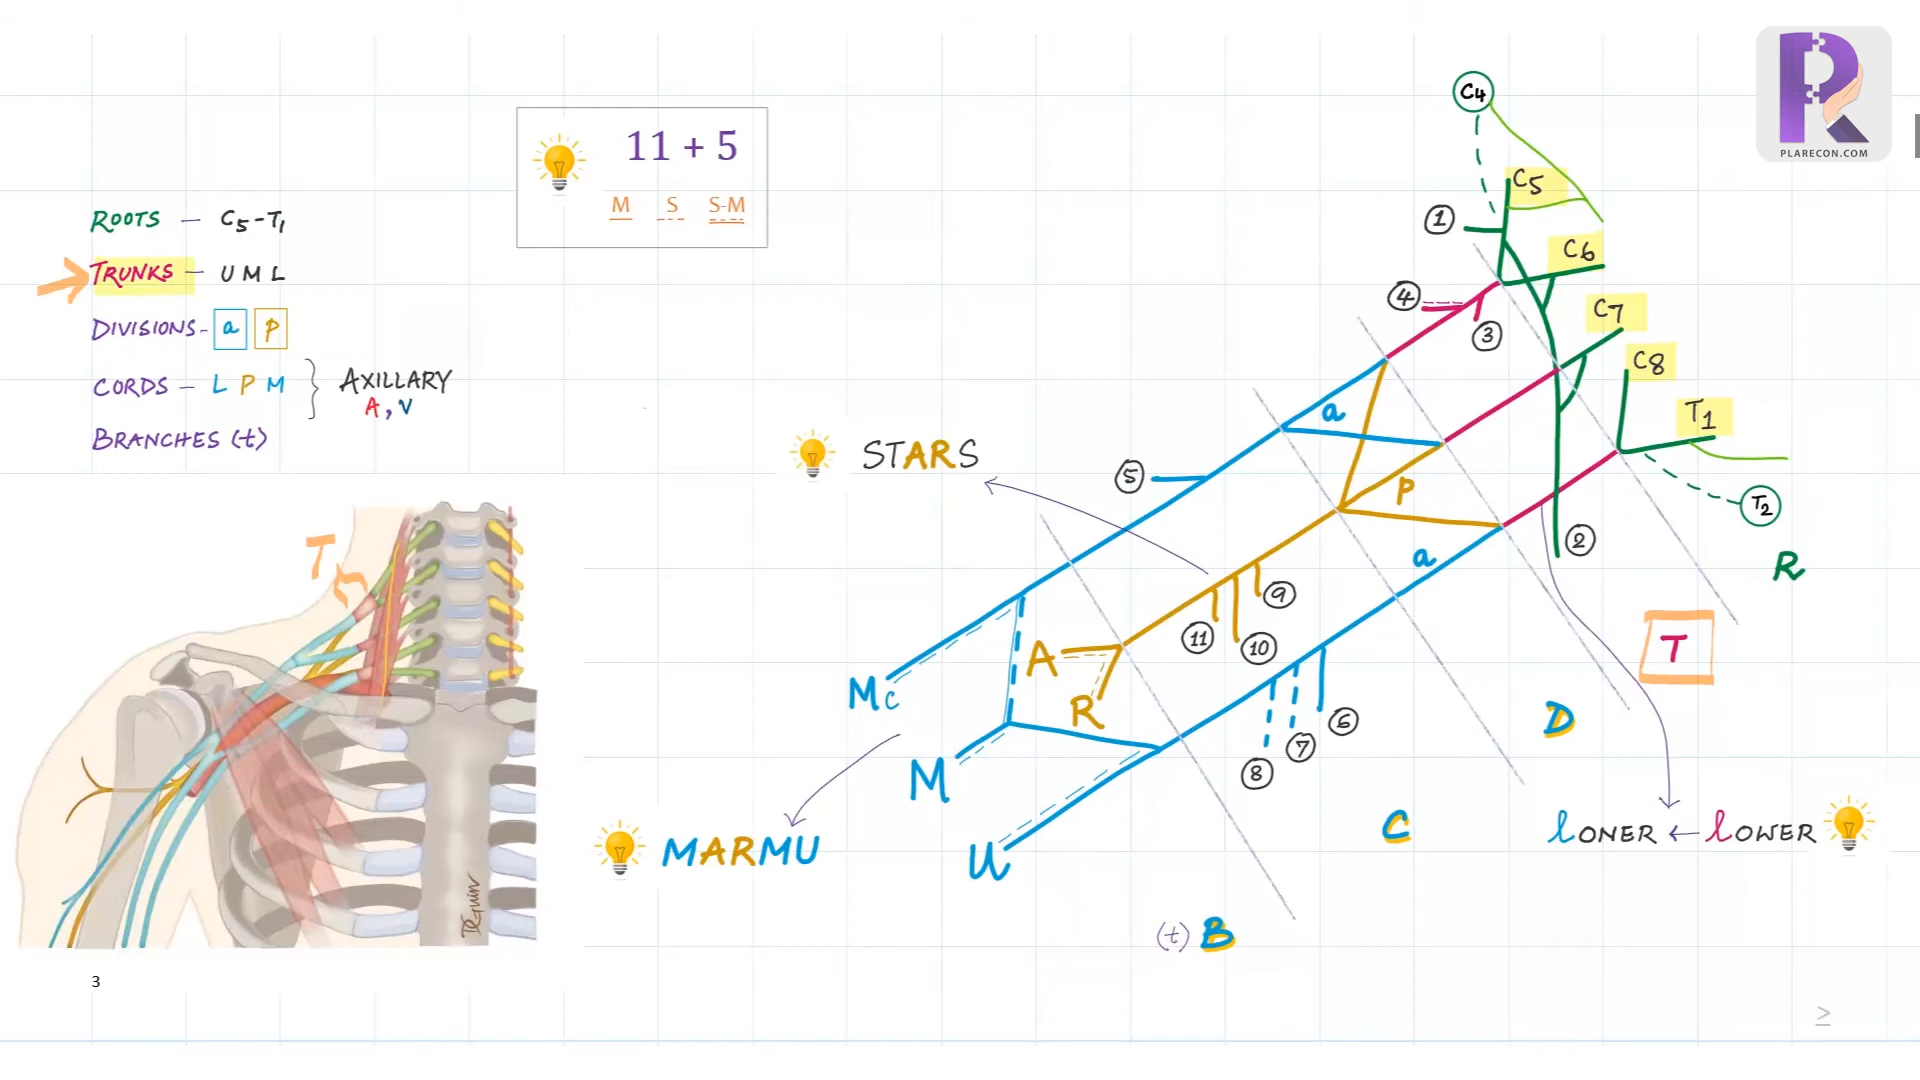 PLARECON.COM
11 + 5
M S S-M
ROOTS - C5-T1
TRUNKS - U M L
DIVISIONS - a p
CORDS - L P M } AXILLARY
A, V
BRANCHES (t)
C4
C5
1
C6
4
C7
3
C8
T1
a
STARS
5
p
T2
2
a
R
T
9
11
10
T
A
Mc
R
6
D
7
8
M
MARMU
U
C
lONER ← lOWER
(t) B
DeGuin
3
≥